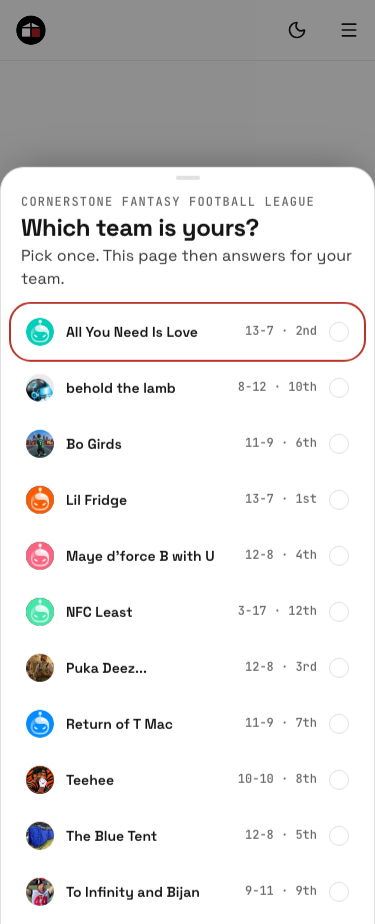 CORNERSTONE FANTASY FOOTBALL LEAGUE
Which team is yours?
Pick once. This page then answers for your
team.
All You Need Is Love 13-7 · 2nd
behold the lamb 8-12 · 10th
Bo Girds 11-9 · 6th
Lil Fridge 13-7 · 1st
Maye d'force B with U 12-8 · 4th
NFC Least 3-17 · 12th
Puka Deez... 12-8 · 3rd
Return of T Mac 11-9 · 7th
Teehee 10-10 · 8th
The Blue Tent 12-8 · 5th
To Infinity and Bijan 9-11 · 9th